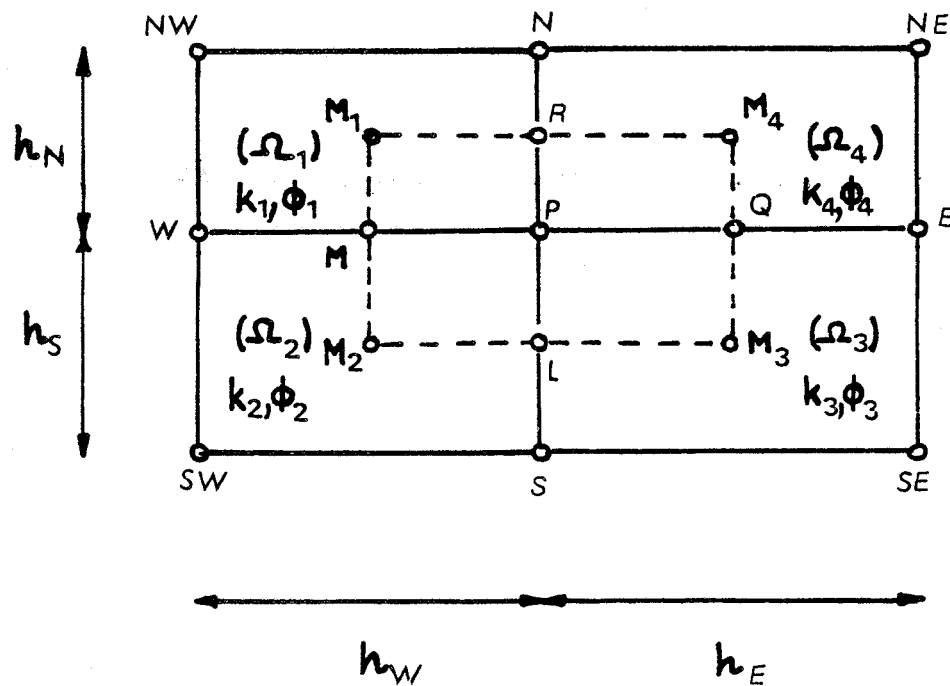 NW N NE
M₁ R M₄
h_N (Ω₁) (Ω₄)
k₁,ϕ₁ k₄,ϕ₄
W P Q E
M
h_S (Ω₂) M₂ M₃ (Ω₃)
L
k₂,ϕ₂ k₃,ϕ₃
SW S SE
h_W h_E